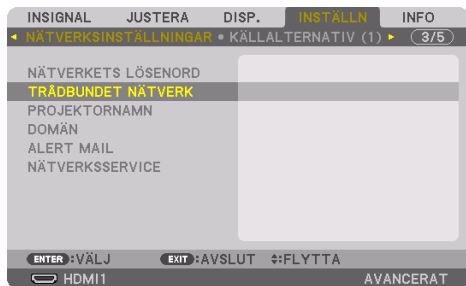 INSIGNAL JUSTERA DISP. INSTÄLLN INFO
NÄTVERKSINSTÄLLNINGAR • KÄLLALTERNATIV (1) 3/5
NÄTVERKETS LÖSENORD
TRÅDBUNDET NÄTVERK
PROJEKTORNAMN
DOMÄN
ALERT MAIL
NÄTVERKSSERVICE
ENTER :VÄLJ EXIT :AVSLUT :FLYTTA
HDMI1 AVANCERAT